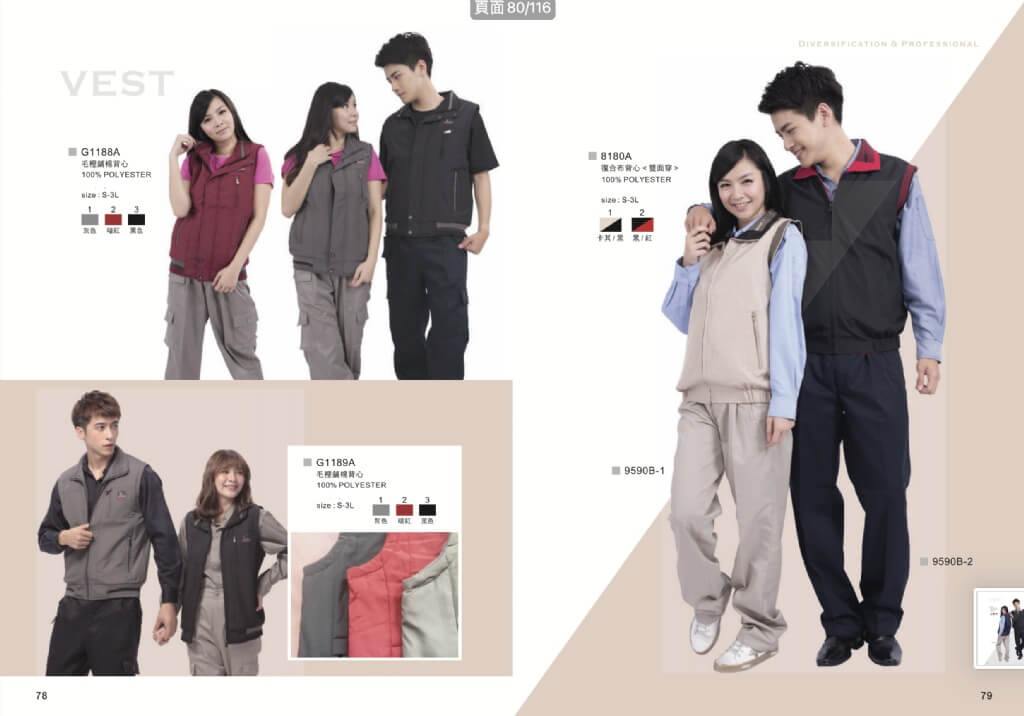 頁面 80/116
DIVERSIFICATION & PROFESSIONAL
VEST
G1188A
毛裡鋪棉背心
100% POLYESTER
size : S-3L
1 2 3
灰色 暗紅 黑色
G1189A
毛裡鋪棉背心
100% POLYESTER
size : S-3L
1 2 3
灰色 暗紅 黑色
78
8180A
復合布背心<雙面穿>
100% POLYESTER
size : S-3L
1 2
卡其/黑 黑/紅
9590B-1
9590B-2
79